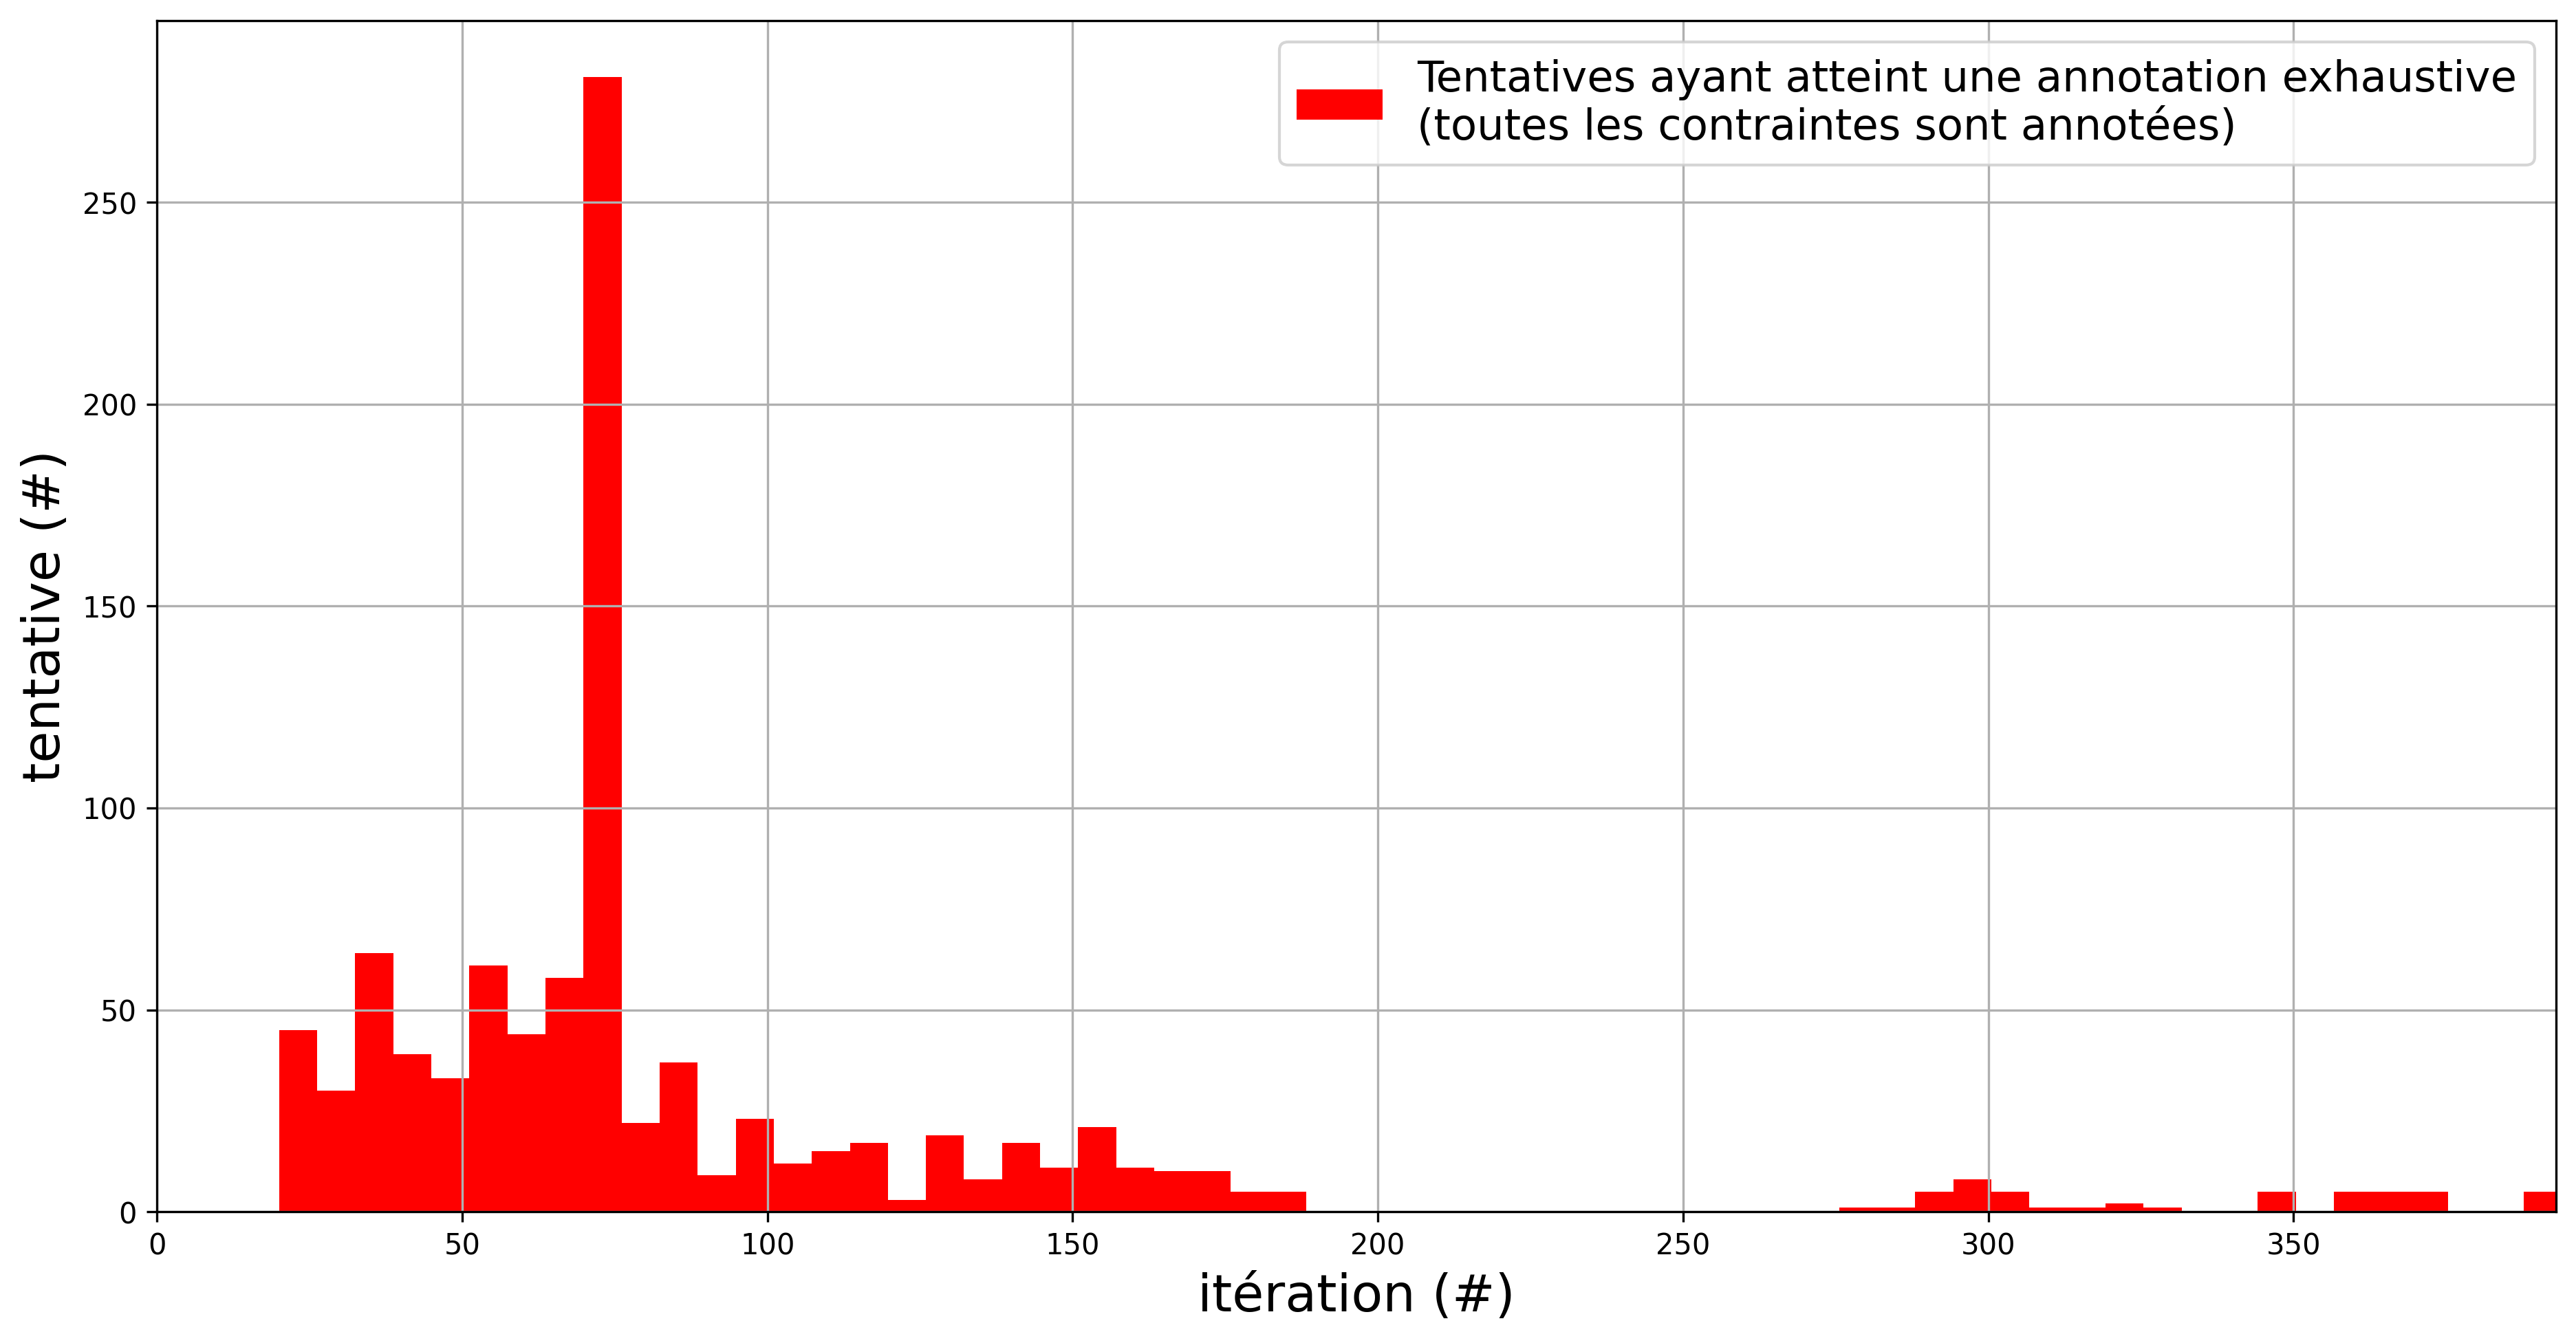 Tentatives ayant atteint une annotation exhaustive
(toutes les contraintes sont annotées)
tentative (#)
250
200
150
100
50
0
0 50 100 150 200 250 300 350
itération (#)